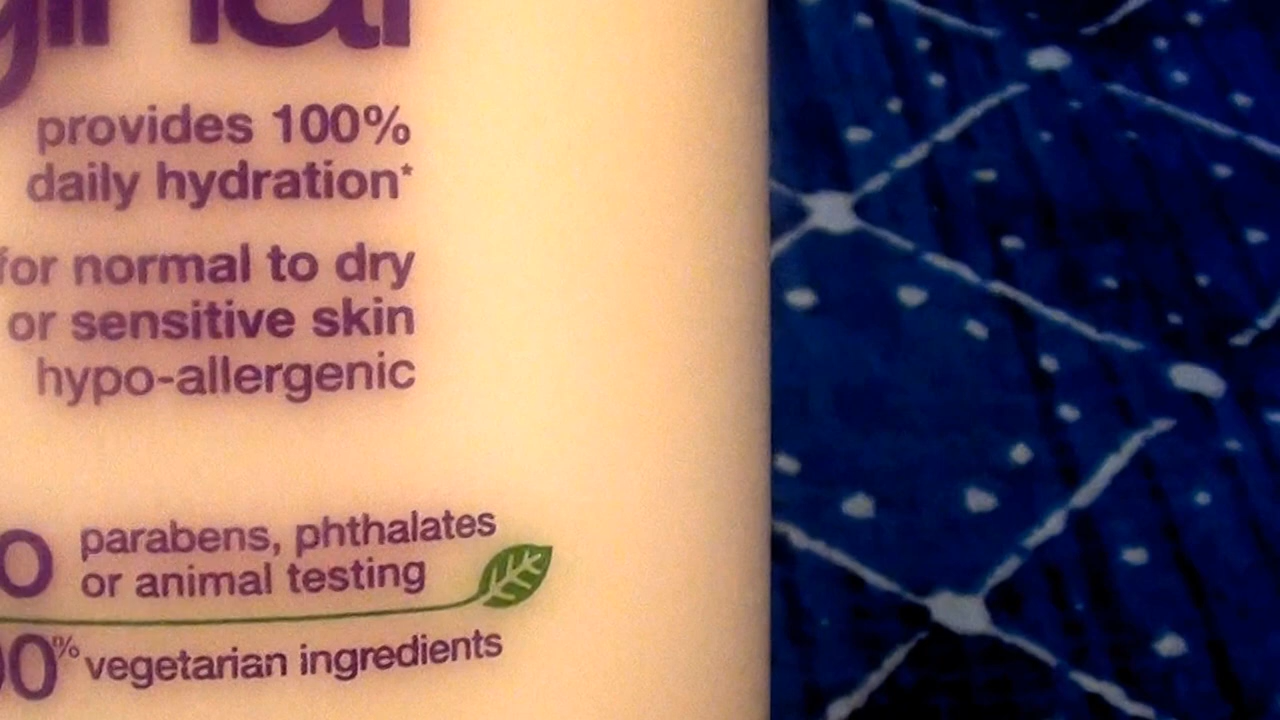 provides 100%
daily hydration*
for normal to dry
or sensitive skin
hypo-allergenic
parabens, phthalates
or animal testing
% vegetarian ingredients